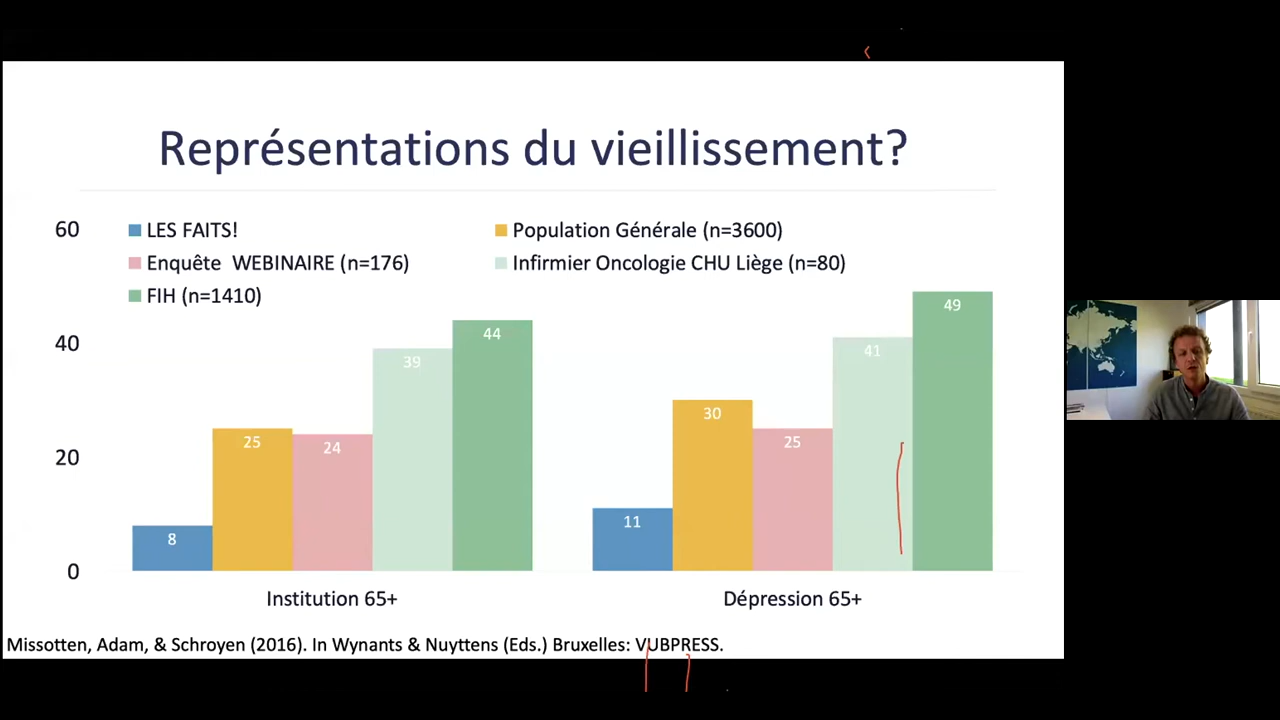 Représentations du vieillissement?
60
LES FAITS!
Population Générale (n=3600)
Enquête WEBINAIRE (n=176)
Infirmier Oncologie CHU Liège (n=80)
FIH (n=1410)
40
20
0
8
25
24
39
44
11
30
25
41
49
Institution 65+
Dépression 65+
Missotten, Adam, & Schroyen (2016). In Wynants & Nuyttens (Eds.) Bruxelles: VUBPRESS.